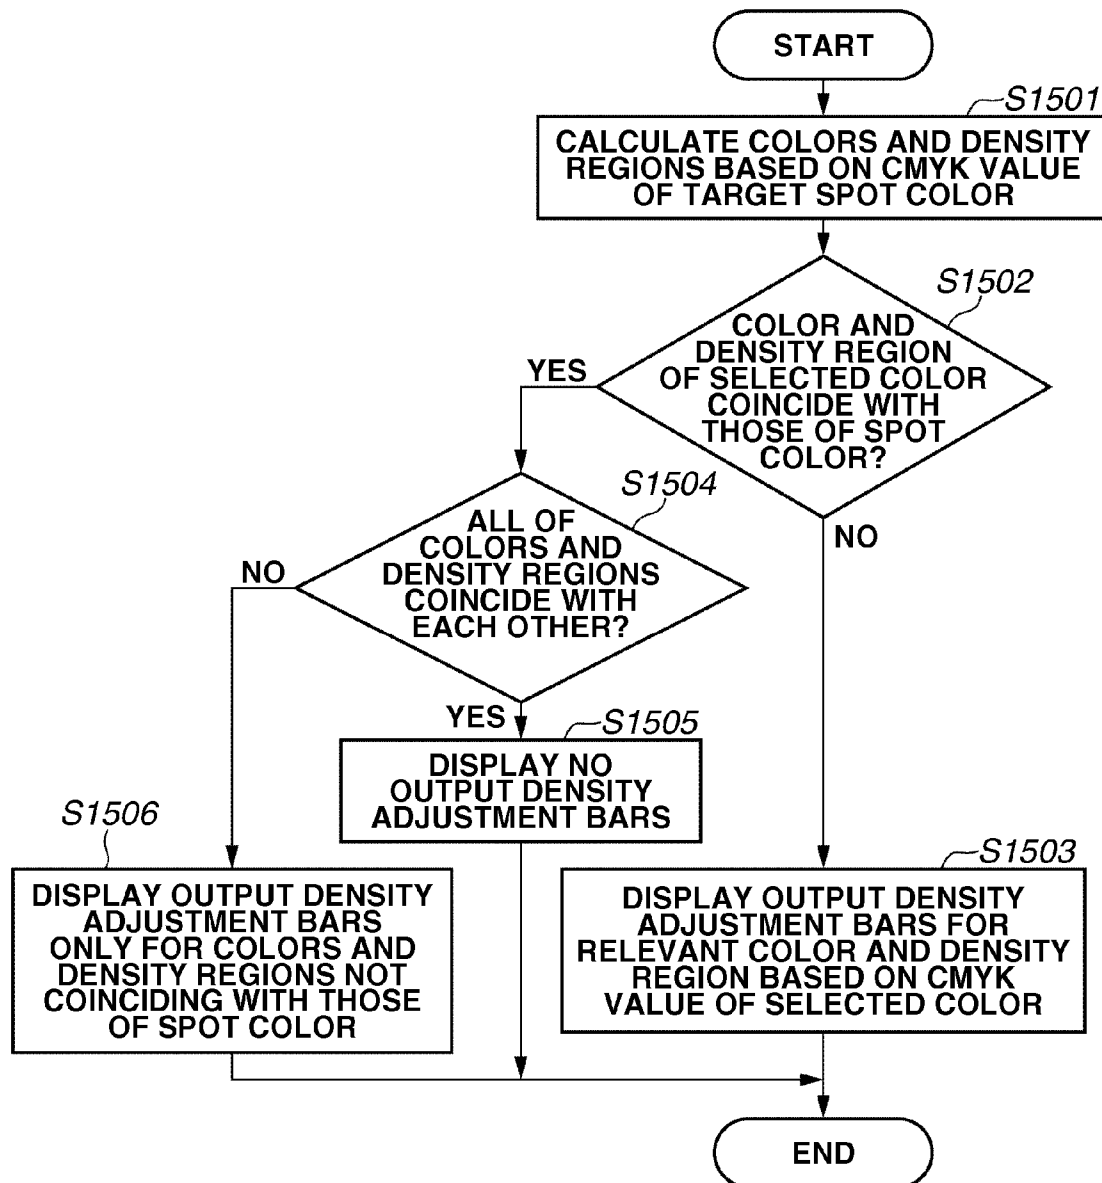 START
S1501
CALCULATE COLORS AND DENSITY
REGIONS BASED ON CMYK VALUE
OF TARGET SPOT COLOR
S1502
COLOR AND
DENSITY REGION
OF SELECTED COLOR
COINCIDE WITH
THOSE OF SPOT
COLOR?
YES
NO
S1504
ALL OF
COLORS AND
DENSITY REGIONS
COINCIDE WITH
EACH OTHER?
NO
YES
S1505
DISPLAY NO
OUTPUT DENSITY
ADJUSTMENT BARS
S1506
DISPLAY OUTPUT DENSITY
ADJUSTMENT BARS
ONLY FOR COLORS AND
DENSITY REGIONS NOT
COINCIDING WITH THOSE
OF SPOT COLOR
S1503
DISPLAY OUTPUT DENSITY
ADJUSTMENT BARS FOR
RELEVANT COLOR AND DENSITY
REGION BASED ON CMYK
VALUE OF SELECTED COLOR
END